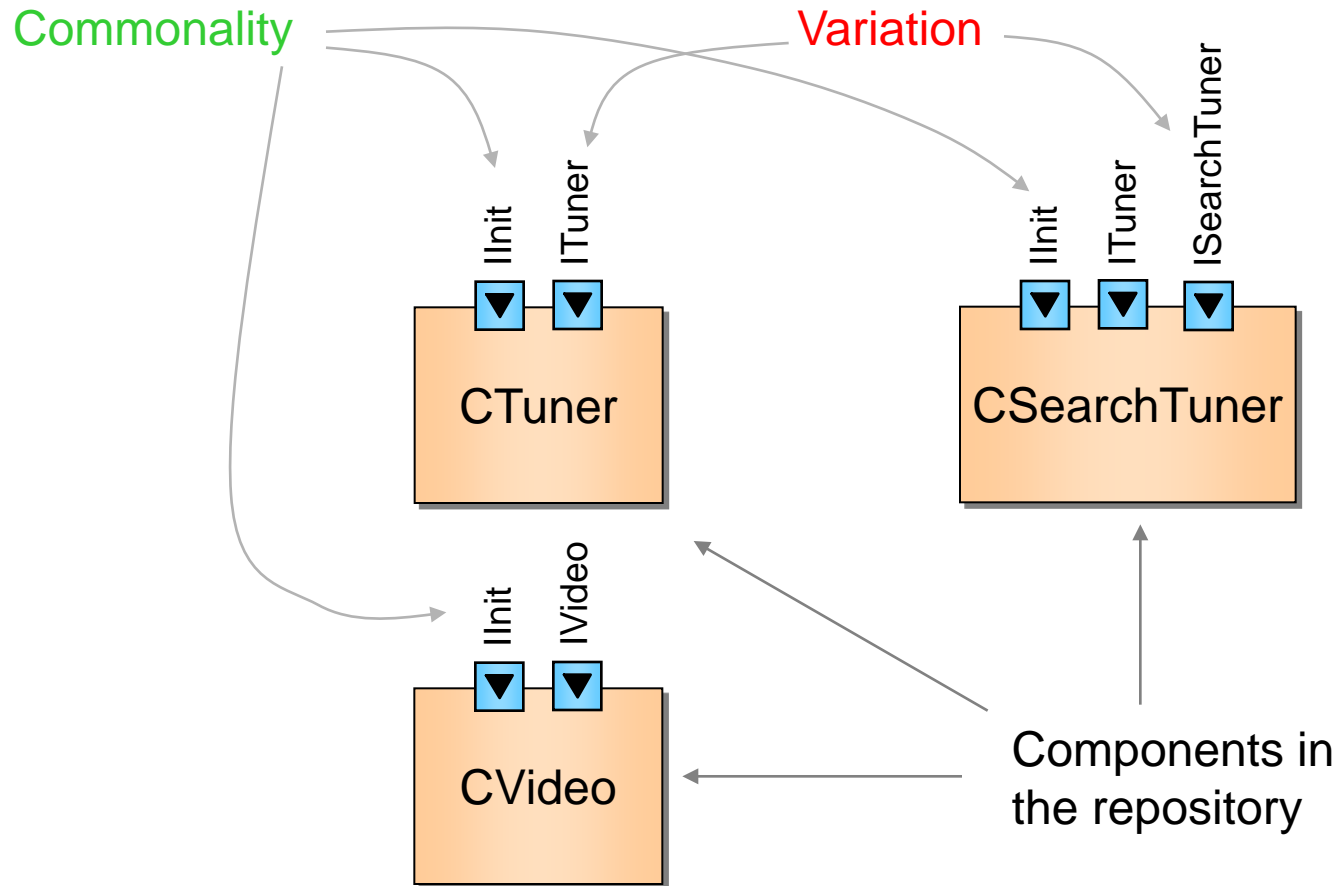 Commonality
Variation
IInit
ITuner
IInit
ITuner
ISearchTuner
CTuner
CSearchTuner
IInit
IVideo
CVideo
Components in
the repository